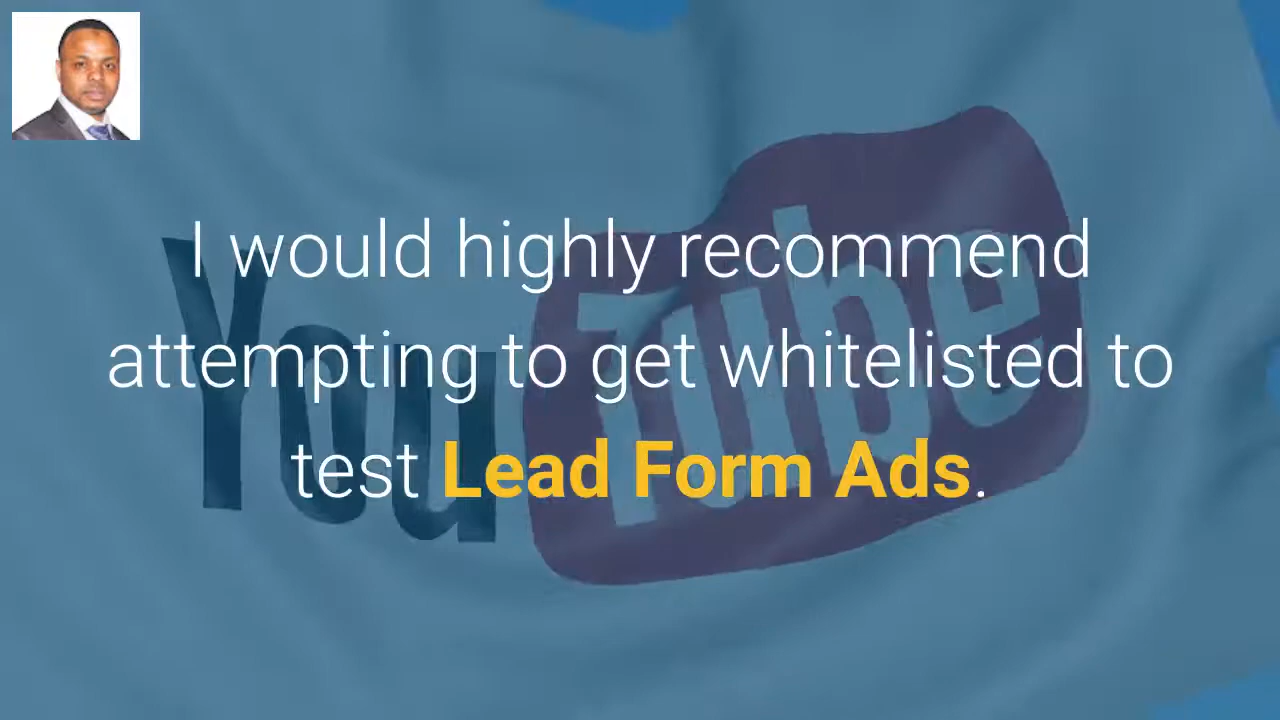 I would highly recommend
attempting to get whitelisted to
test Lead Form Ads.
YouTube